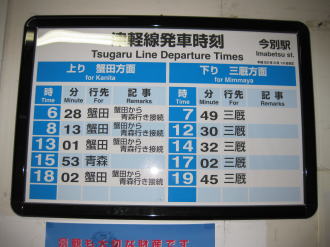 津軽線発車時刻
今別駅
Tsugaru Line Departure Times
Imabetsu st.
上り 蟹田方面
for Kanita
下り 三厩方面
for Mimmaya
時 分 行先 記事
Time Minute For Remarks
時 分 行先 記事
Time Minute For Remarks
6 28 蟹田 蟹田から青森行き接続
7 49 三厩
8 13 蟹田 蟹田から青森行き接続
12 30 三厩
13 01 蟹田 蟹田から青森行き接続
14 32 三厩
15 53 青森
17 02 三厩
18 02 蟹田 蟹田から青森行き接続
19 45 三厩